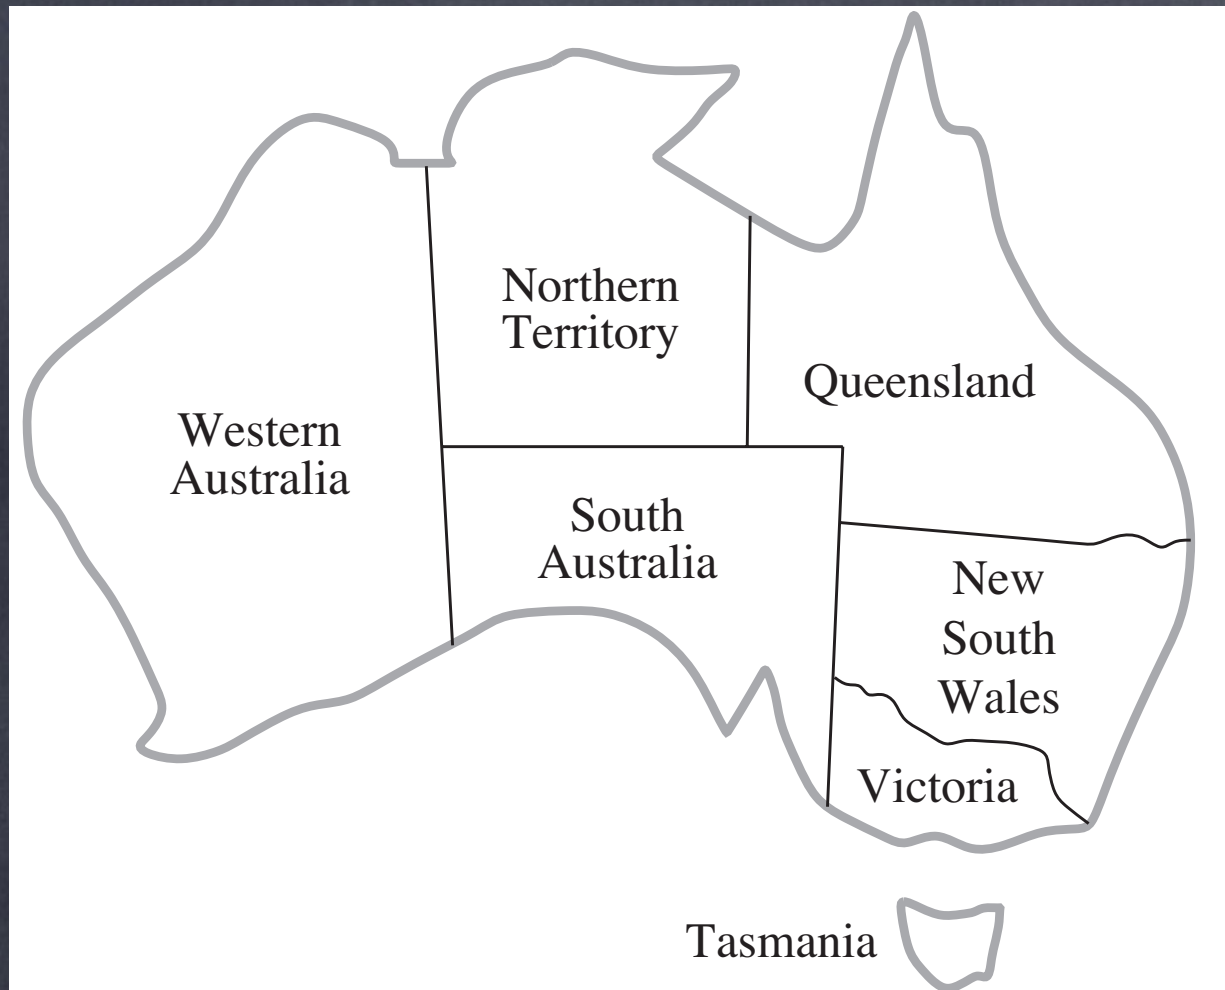 Northern
Territory
Queensland
Western
Australia
South
Australia
New
South
Wales
Victoria
Tasmania